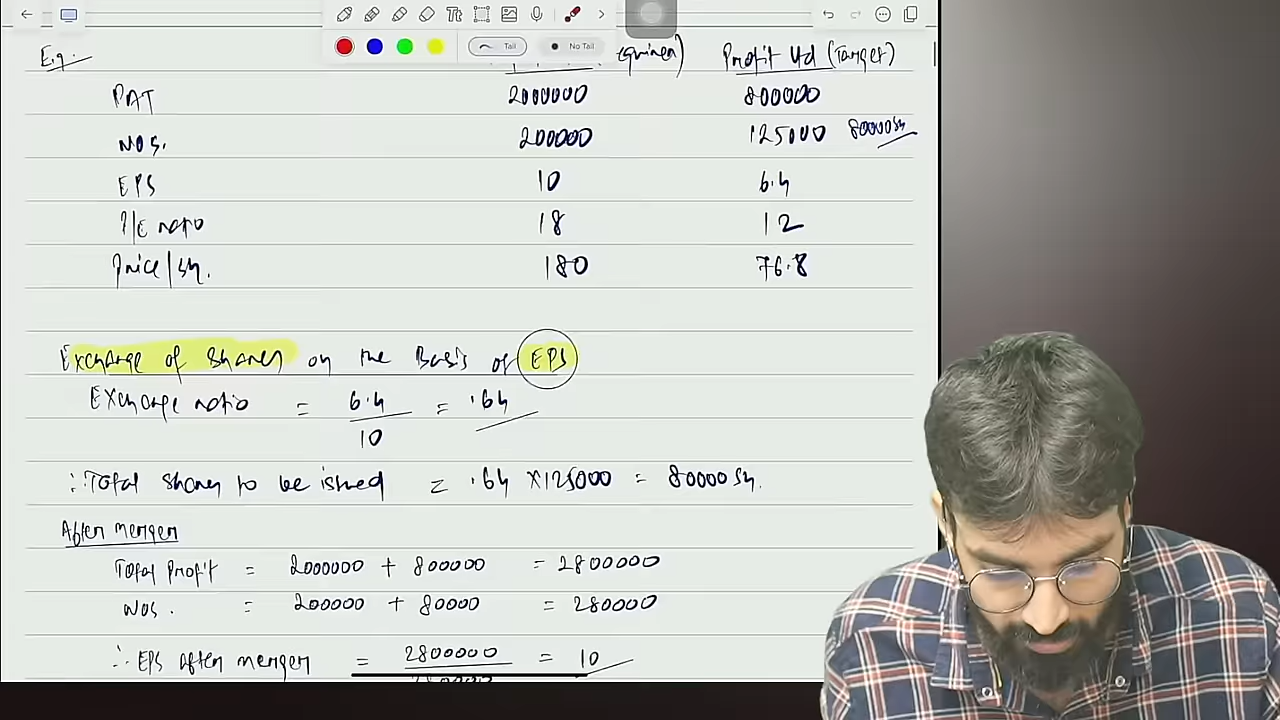 Tail No Tail
E.g. Profit Ltd (Target)
PAT 2000000 800000
NOS. 200000 125000 80000sh
EPS 10 6.4
P/E ratio 18 12
Price/sh. 180 76.8
Exchange of Shares on the Basis of EPS
Exchange ratio = 6.4 / 10 = .64
∴ Total Shares to be issued = .64 × 125000 = 80000 sh.
After merger
Total Profit = 2000000 + 800000 = 2800000
NOS. = 200000 + 80000 = 280000
∴ EPS after merger = 2800000 / 280000 = 10